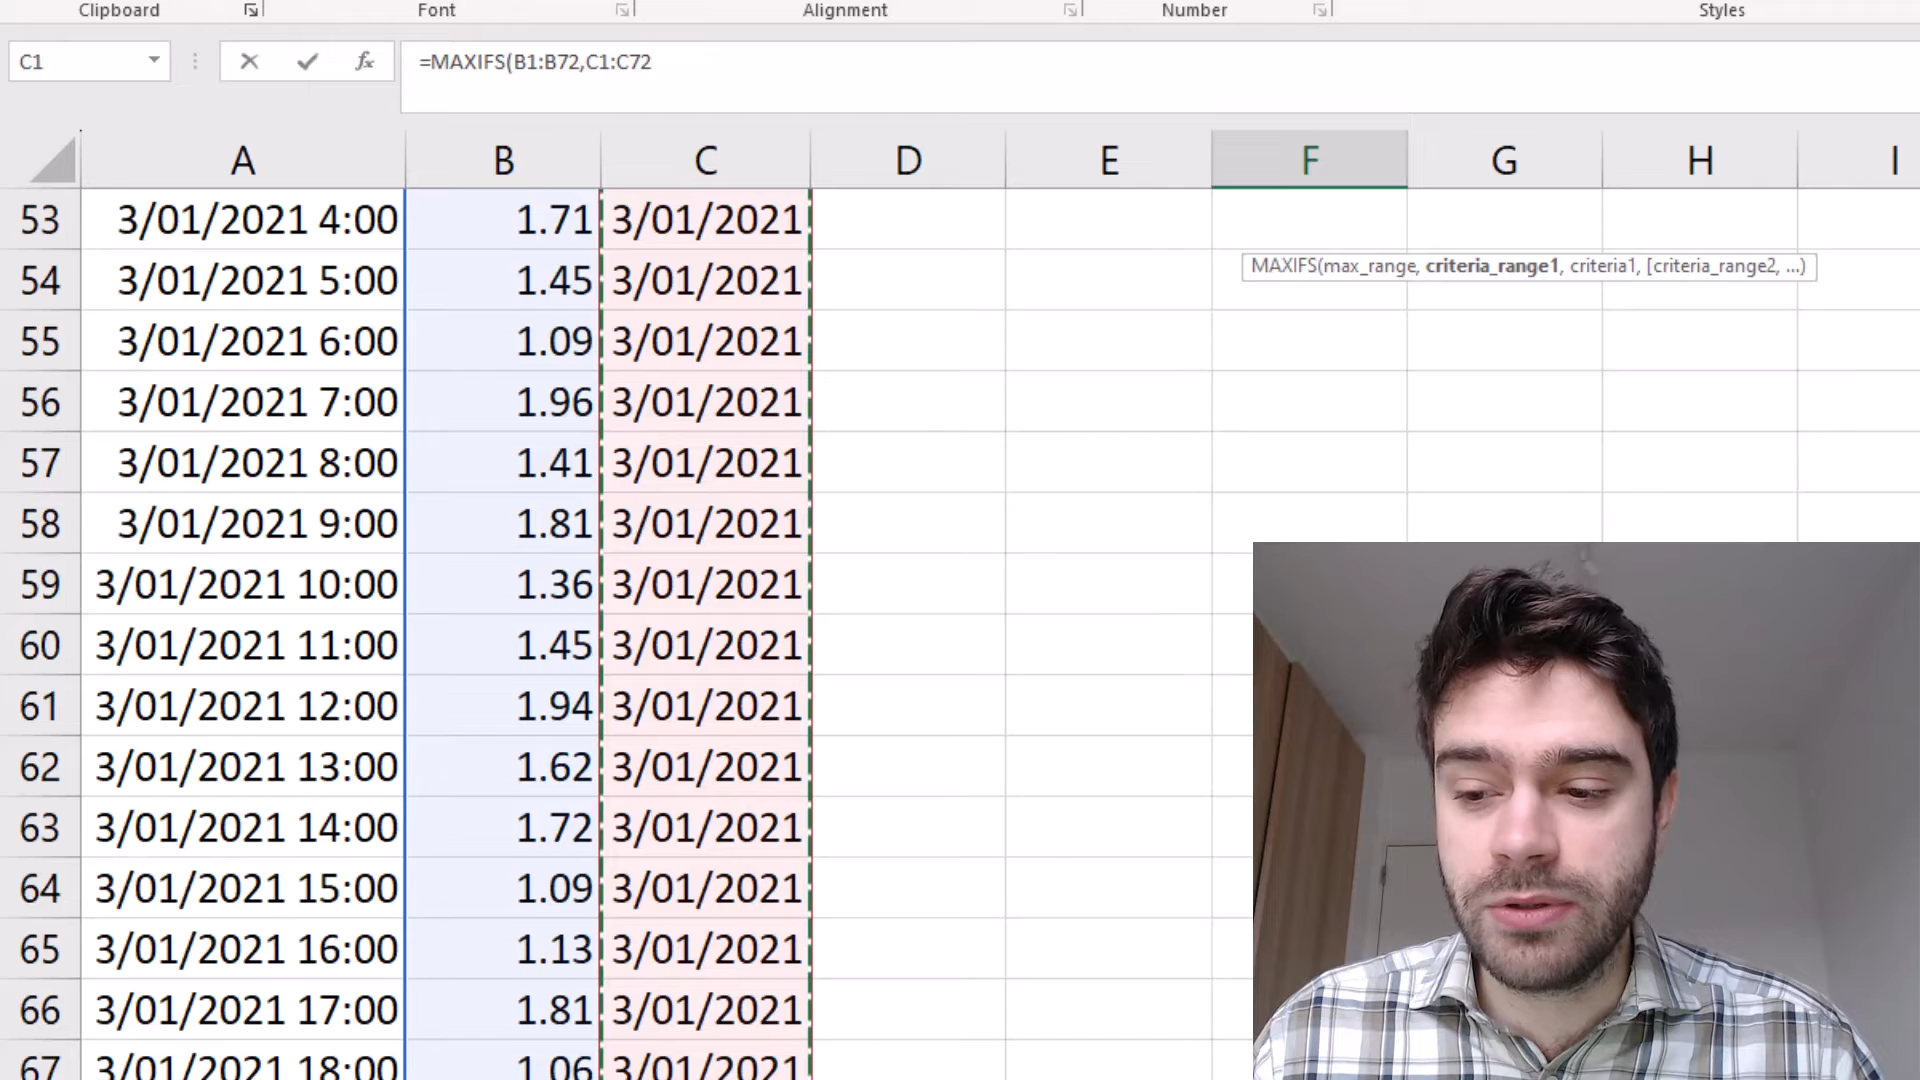 Clipboard Font Alignment Number Styles
C1 fx =MAXIFS(B1:B72,C1:C72
A B C D E F G H I
53 3/01/2021 4:00 1.71 3/01/2021
MAXIFS(max_range, criteria_range1, criteria1, [criteria_range2, ...)
54 3/01/2021 5:00 1.45 3/01/2021
55 3/01/2021 6:00 1.09 3/01/2021
56 3/01/2021 7:00 1.96 3/01/2021
57 3/01/2021 8:00 1.41 3/01/2021
58 3/01/2021 9:00 1.81 3/01/2021
59 3/01/2021 10:00 1.36 3/01/2021
60 3/01/2021 11:00 1.45 3/01/2021
61 3/01/2021 12:00 1.94 3/01/2021
62 3/01/2021 13:00 1.62 3/01/2021
63 3/01/2021 14:00 1.72 3/01/2021
64 3/01/2021 15:00 1.09 3/01/2021
65 3/01/2021 16:00 1.13 3/01/2021
66 3/01/2021 17:00 1.81 3/01/2021
67 3/01/2021 18:00 1.06 3/01/2021